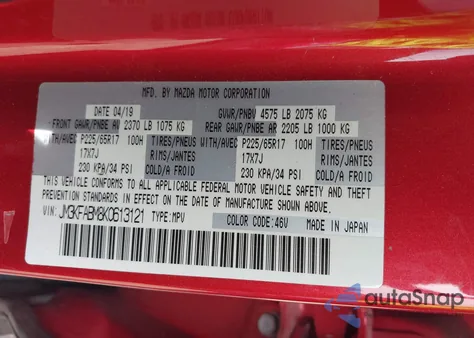 MFD. BY MAZDA MOTOR CORPORATION
DATE 04/19 GVWR/PNBV 4575 LB 2075 KG
FRONT GAWR/PNBE AV 2370 LB 1075 KG REAR GAWR/PNBE AR 2205 LB 1000 KG
WITH/AVEC P225/65R17 100H TIRES/PNEUS WITH/AVEC P225/65R17 100H TIRES/PNEUS
17X7J RIMS/JANTES 17X7J RIMS/JANTES
230 KPA/34 PSI COLD/A FROID 230 KPA/34 PSI COLD/A FROID
THIS VEHICLE CONFORMS TO ALL APPLICABLE FEDERAL MOTOR VEHICLE SAFETY AND THEFT
PREVENTION STANDARDS IN EFFECT ON THE DATE OF MANUFACTURE SHOWN ABOVE.
VIN: JM3KFABM8K0613121 TYPE: MPV COLOR CODE: 46V MADE IN JAPAN
autoSnap